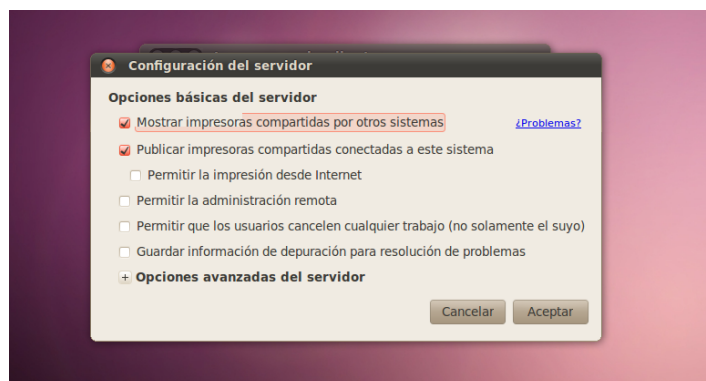 Configuración del servidor
Opciones básicas del servidor
Mostrar impresoras compartidas por otros sistemas
¿Problemas?
Publicar impresoras compartidas conectadas a este sistema
Permitir la impresión desde Internet
Permitir la administración remota
Permitir que los usuarios cancelen cualquier trabajo (no solamente el suyo)
Guardar información de depuración para resolución de problemas
Opciones avanzadas del servidor
Cancelar
Aceptar